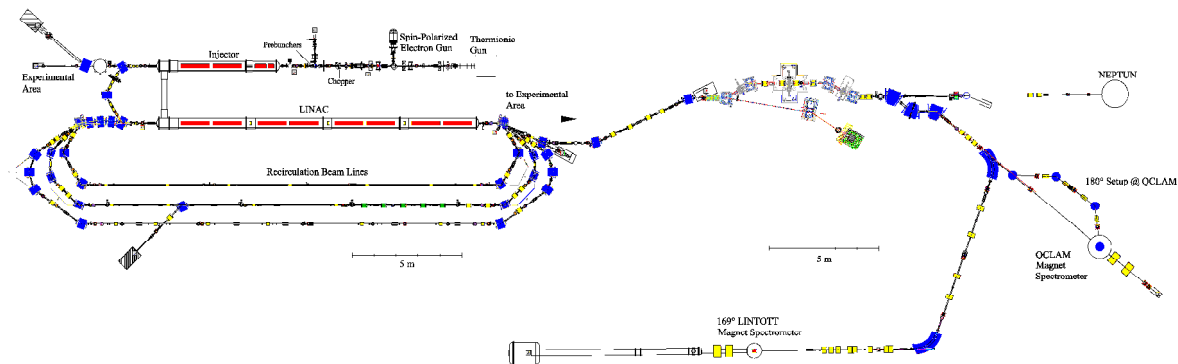 Injector
Prebunchers
Chopper
Spin-Polarized
Electron Gun
Thermionic
Gun
Experimental
Area
LINAC
to Experimental
Area
Recirculation Beam Lines
5 m
NEPTUN
180° Setup @ QCLAM
QCLAM
Magnet
Spectrometer
5 m
169° LINTOTT
Magnet Spectrometer